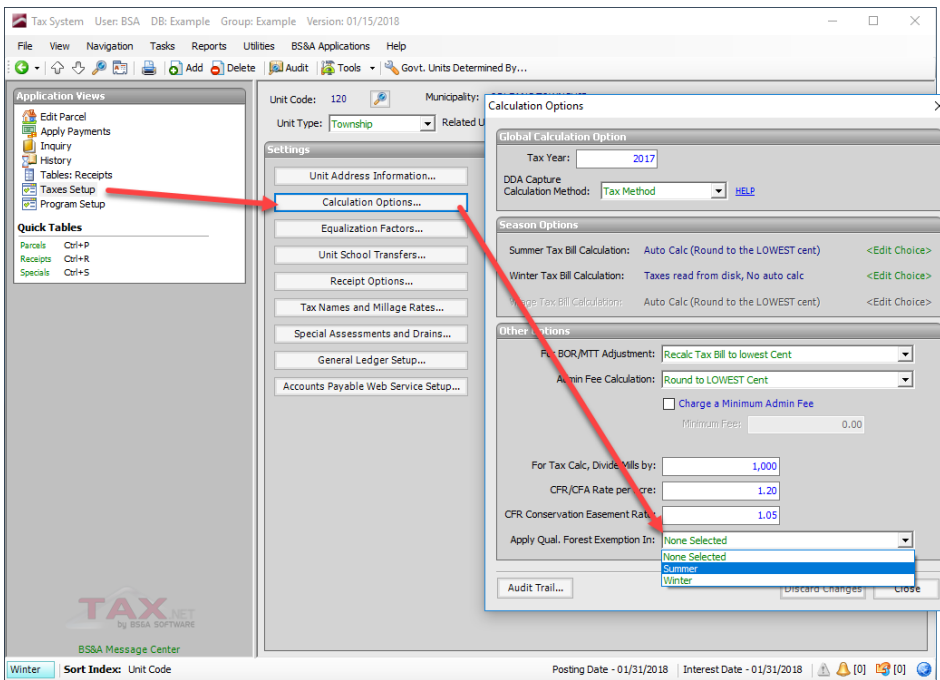 Tax System User: BSA DB: Example Group: Example Version: 01/15/2018
File View Navigation Tasks Reports Utilities BS&A Applications Help
Add Delete Audit Tools Govt. Units Determined By...
Application Views
Edit Parcel
Apply Payments
Inquiry
History
Tables: Receipts
Taxes Setup
Program Setup
Quick Tables
Parcels Ctrl+P
Receipts Ctrl+R
Specials Ctrl+S
TAX.NET
by BS&A SOFTWARE
BS&A Message Center
Unit Code: 120 Municipality:
Unit Type: Township Related U
Settings
Unit Address Information...
Calculation Options...
Equalization Factors...
Unit School Transfers...
Receipt Options...
Tax Names and Millage Rates...
Special Assessments and Drains...
General Ledger Setup...
Accounts Payable Web Service Setup...
Calculation Options
Global Calculation Option
Tax Year: 2017
DDA Capture
Calculation Method: Tax Method HELP
Season Options
Summer Tax Bill Calculation: Auto Calc (Round to the LOWEST cent) <Edit Choice>
Winter Tax Bill Calculation: Taxes read from disk, No auto calc <Edit Choice>
Tax Bill Calculation: Auto Calc (Round to the LOWEST cent) <Edit Choice>
Other Options
For BOR/MTT Adjustment: Recalc Tax Bill to lowest Cent
Admin Fee Calculation: Round to LOWEST Cent
Charge a Minimum Admin Fee
Minimum Fee: 0.00
For Tax Calc, Divide Mills by: 1,000
CFR/CFA Rate per Acre: 1.20
CFR Conservation Easement Rate: 1.05
Apply Qual. Forest Exemption In: None Selected
None Selected
Summer
Winter
Audit Trail... Discard Changes Close
Winter Sort Index: Unit Code Posting Date - 01/31/2018 Interest Date - 01/31/2018 [0] [0]